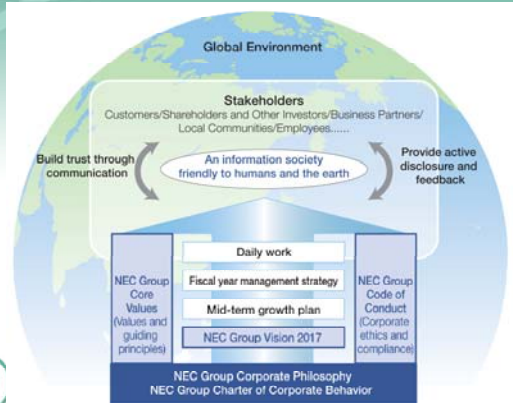 Global Environment
Stakeholders
Customers/Shareholders and Other Investors/Business Partners/
Local Communities/Employees......
Build trust through
communication
An information society
friendly to humans and the earth
Provide active
disclosure and
feedback
NEC Group
Core
Values
(Values and
guiding
principles)
Daily work
Fiscal year management strategy
Mid-term growth plan
NEC Group Vision 2017
NEC Group
Code of
Conduct
(Corporate
ethics and
compliance)
NEC Group Corporate Philosophy
NEC Group Charter of Corporate Behavior